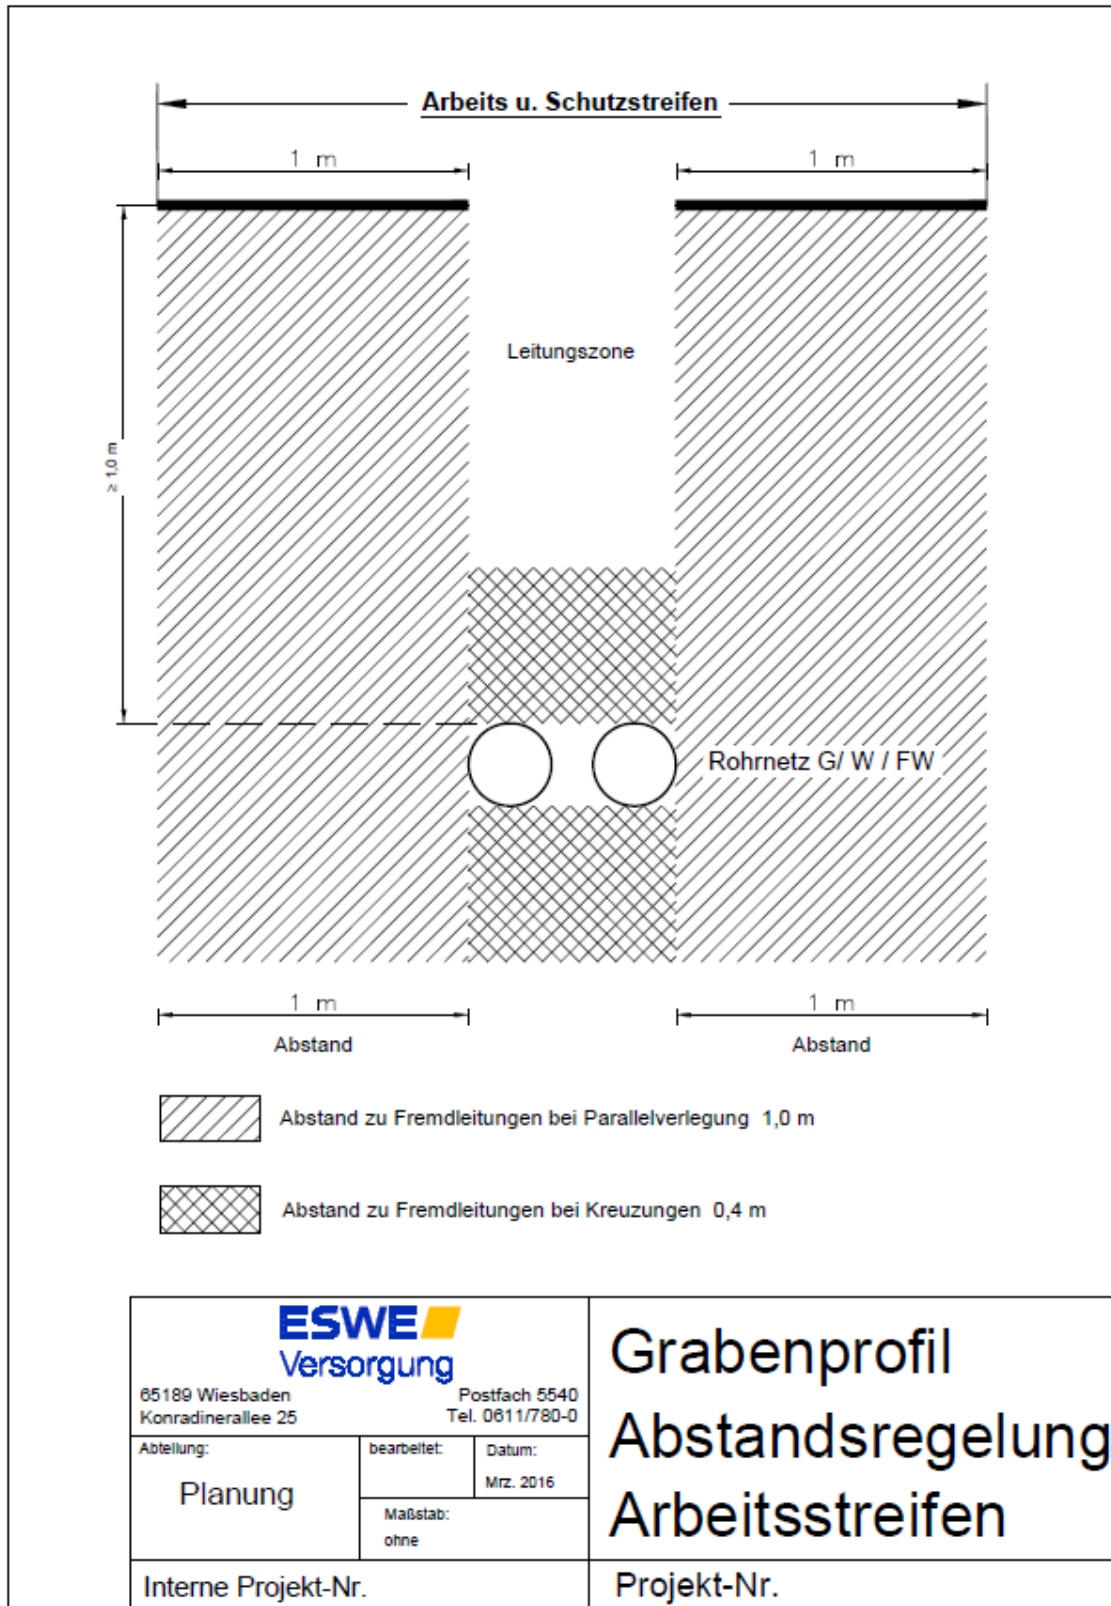 Arbeits u. Schutzstreifen
1 m
1 m
Leitungszone
≥ 1,0 m
Rohrnetz G/ W / FW
1 m
1 m
Abstand
Abstand
Abstand zu Fremdleitungen bei Parallelverlegung 1,0 m
Abstand zu Fremdleitungen bei Kreuzungen 0,4 m
ESWE
Versorgung
65189 Wiesbaden
Konradinerallee 25
Postfach 5540
Tel. 0611/780-0
Abteilung:
Planung
bearbeitet:
Datum:
Mrz. 2016
Maßstab:
ohne
Grabenprofil
Abstandsregelung
Arbeitsstreifen
Interne Projekt-Nr.
Projekt-Nr.